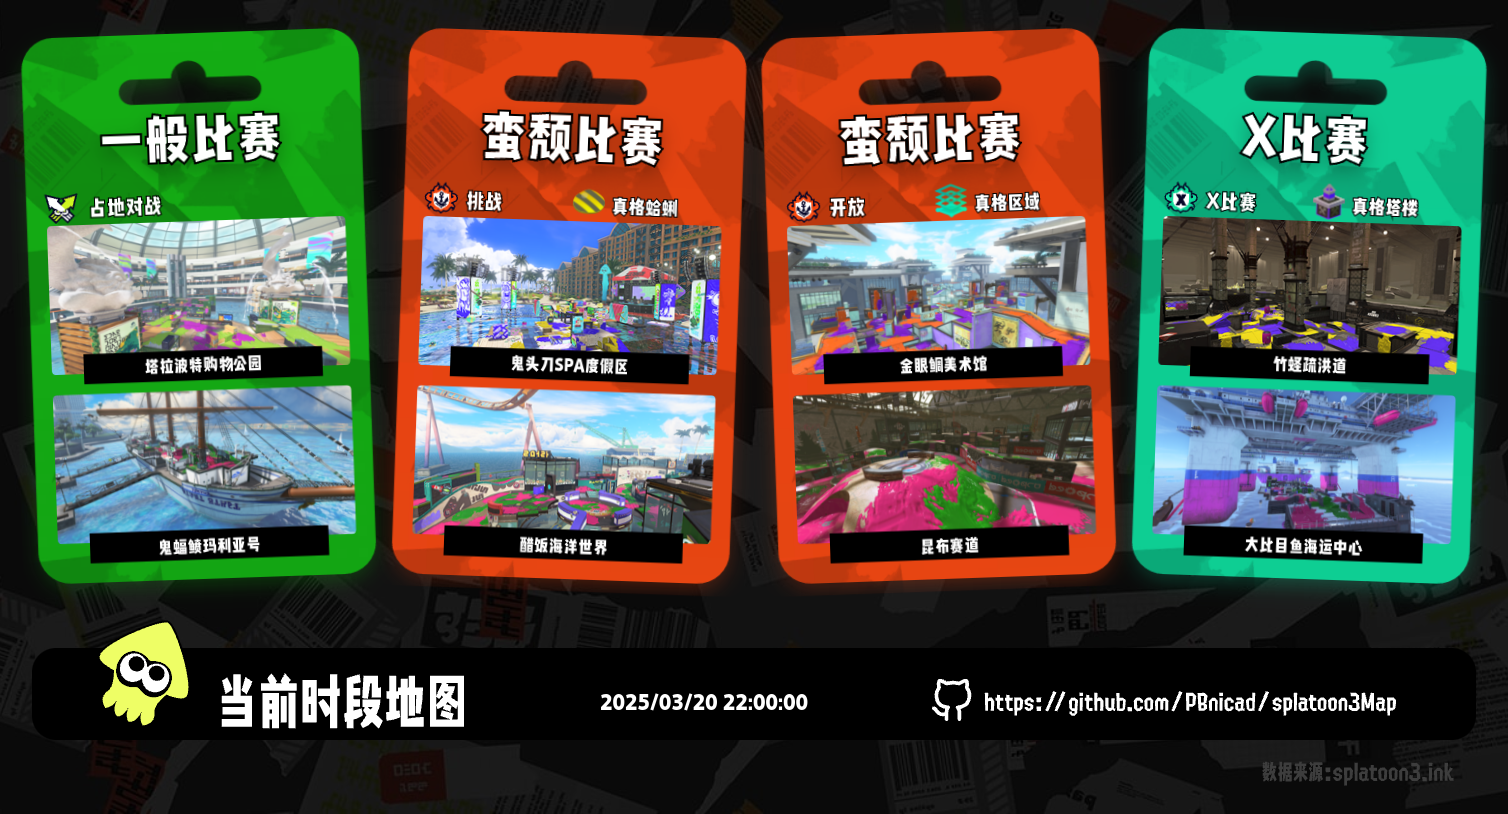 一般比赛
占地对战
塔拉波特购物公园
鬼蝠鲼玛利亚号
蛮颓比赛
挑战
真格蛤蜊
鬼头刀SPA度假区
醋饭海洋世界
蛮颓比赛
开放
真格区域
金眼鲷美术馆
昆布赛道
X比赛
X比赛
真格塔楼
竹蛏疏洪道
大比目鱼海运中心
当前时段地图
2025/03/20 22:00:00
https://github.com/PBnicad/splatoon3Map
数据来源:splatoon3.ink